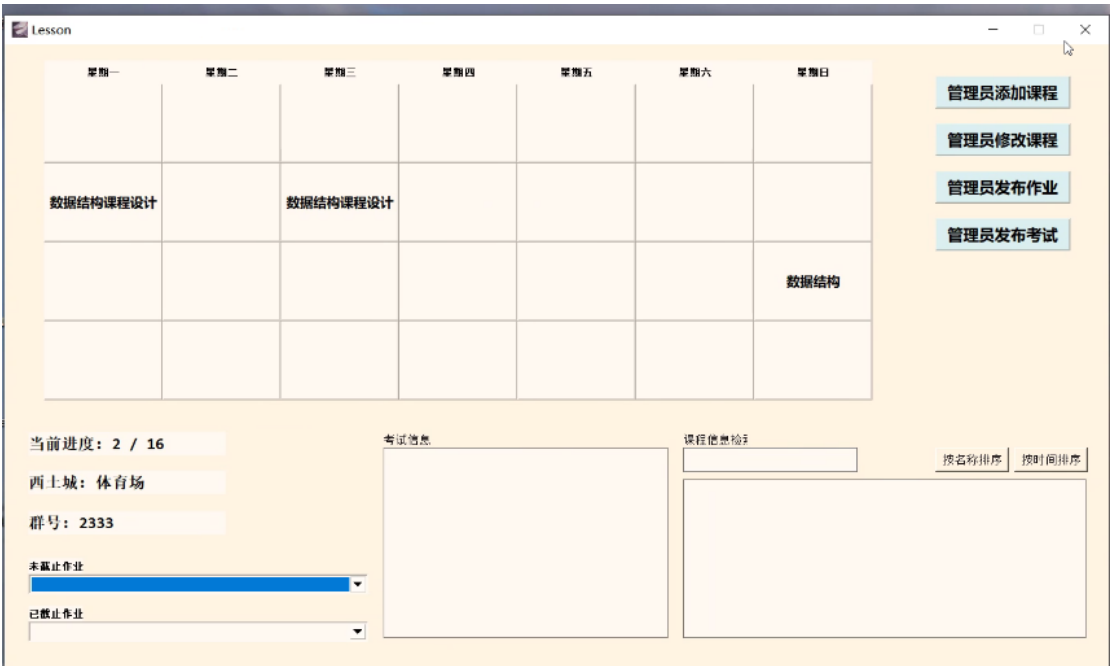 Lesson
星期一 星期二 星期三 星期四 星期五 星期六 星期日
管理员添加课程
管理员修改课程
数据结构课程设计 数据结构课程设计
管理员发布作业
管理员发布考试
数据结构
当前进度: 2 / 16
西土城: 体育场
群号: 2333
未截止作业
已截止作业
考试信息
课程信息检
按名称排序 按时间排序